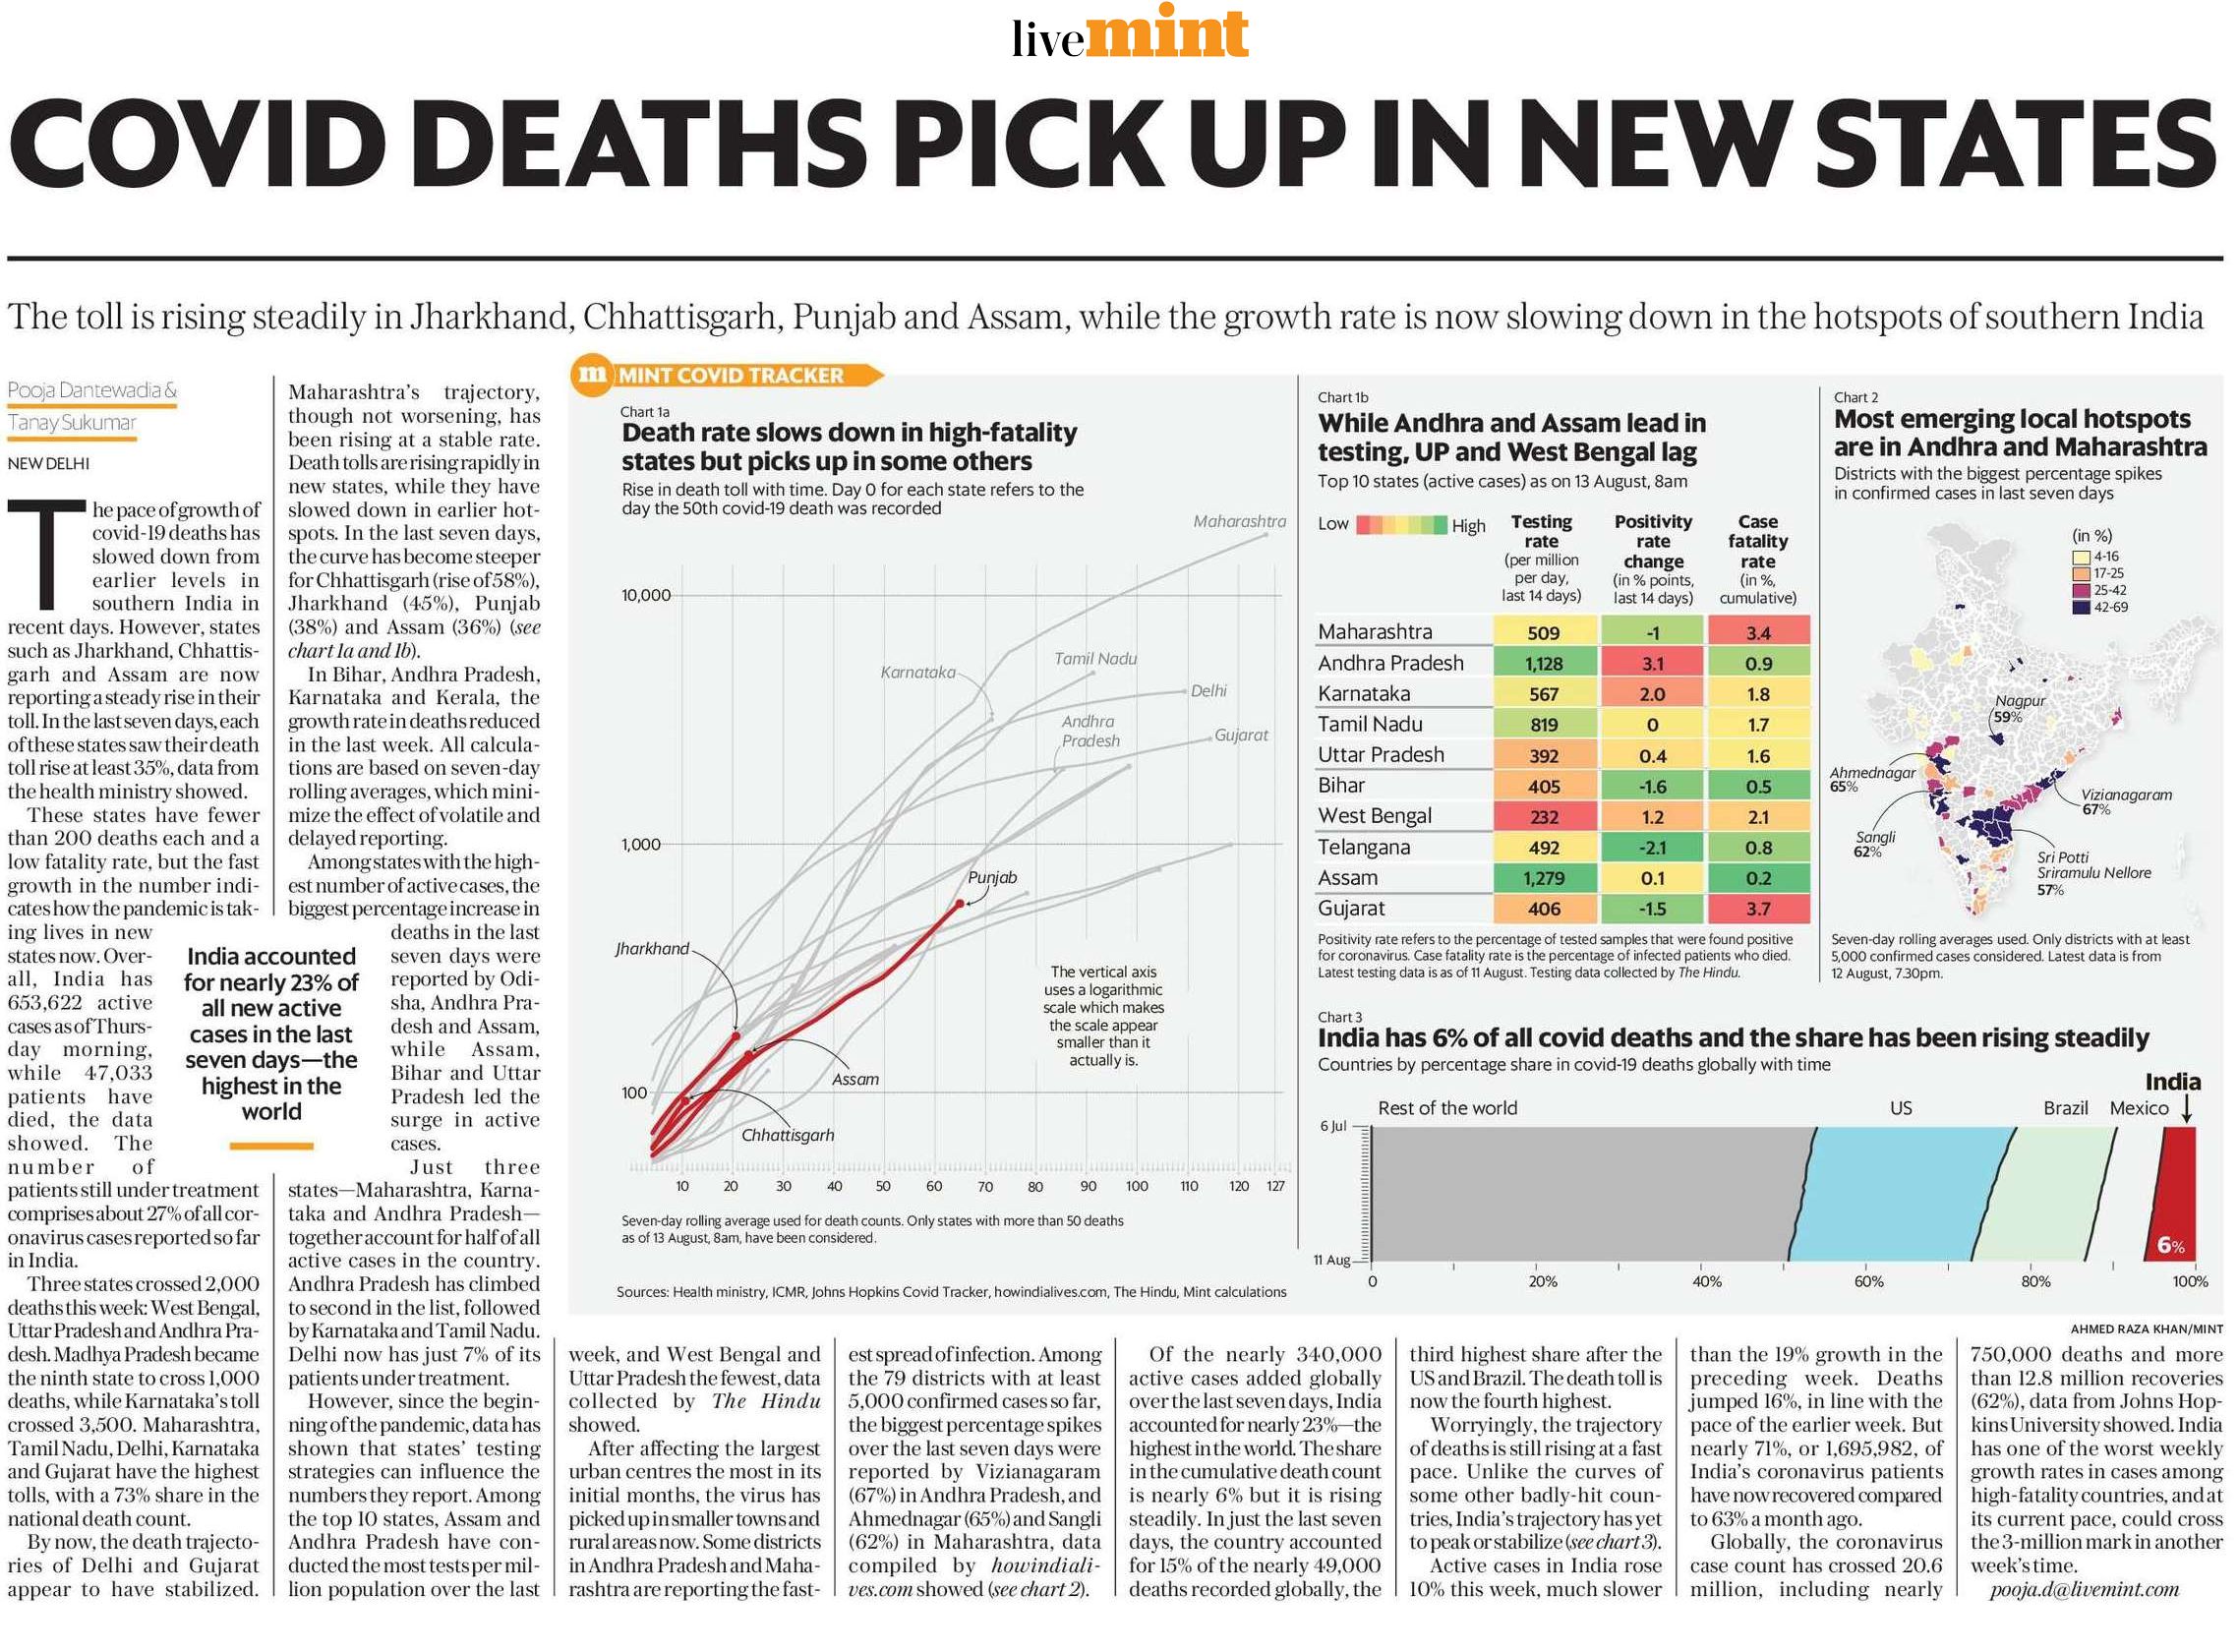 livemint
COVID DEATHS PICK UP IN NEW STATES
The toll is rising steadily in Jharkhand, Chhattisgarh, Punjab and Assam, while the growth rate is now slowing down in the hotspots of southern India
Pooja Dantewadia &
Tanay Sukumar
NEW DELHI
The pace of growth of
covid-19 deaths has
slowed down from
earlier levels in
southern India in
recent days. However, states
such as Jharkhand, Chhattis-
garh and Assam are now
reporting a steady rise in their
toll. In the last seven days, each
of these states saw their death
toll rise at least 35%, data from
the health ministry showed.
These states have fewer
than 200 deaths each and a
low fatality rate, but the fast
growth in the number indi-
cates how the pandemic is tak-
ing lives in new
states now. Over-
all, India has
653,622 active
cases as of Thurs-
day morning,
while 47,033
patients have
died, the data
showed. The
number of
patients still under treatment
comprises about 27% of all cor-
onavirus cases reported so far
in India.
Three states crossed 2,000
deaths this week: West Bengal,
Uttar Pradesh and Andhra Pra-
desh. Madhya Pradesh became
the ninth state to cross 1,000
deaths, while Karnataka's toll
crossed 3,500. Maharashtra,
Tamil Nadu, Delhi, Karnataka
and Gujarat have the highest
tolls, with a 73% share in the
national death count.
By now, the death trajecto-
ries of Delhi and Gujarat
appear to have stabilized.
Maharashtra's trajectory,
though not worsening, has
been rising at a stable rate.
Death tolls are rising rapidly in
new states, while they have
slowed down in earlier hot-
spots. In the last seven days,
the curve has become steeper
for Chhattisgarh (rise of 58%),
Jharkhand (45%), Punjab
(38%) and Assam (36%) (see
chart 1a and 1b).
In Bihar, Andhra Pradesh,
Karnataka and Kerala, the
growth rate in deaths reduced
in the last week. All calcula-
tions are based on seven-day
rolling averages, which mini-
mize the effect of volatile and
delayed reporting.
Among states with the high-
est number of active cases, the
biggest percentage increase in
deaths in the last
seven days were
reported by Odi-
sha, Andhra Pra-
desh and Assam,
while Assam,
Bihar and Uttar
Pradesh led the
surge in active
cases.
Just three
states—Maharashtra, Karna-
taka and Andhra Pradesh—
together account for half of all
active cases in the country.
Andhra Pradesh has climbed
to second in the list, followed
by Karnataka and Tamil Nadu.
Delhi now has just 7% of its
patients under treatment.
However, since the begin-
ning of the pandemic, data has
shown that states' testing
strategies can influence the
numbers they report. Among
the top 10 states, Assam and
Andhra Pradesh have con-
ducted the most tests per mil-
lion population over the last
India accounted
for nearly 23% of
all new active
cases in the last
seven days—the
highest in the
world
m MINT COVID TRACKER
Chart 1a
Death rate slows down in high-fatality
states but picks up in some others
Rise in death toll with time. Day 0 for each state refers to the
day the 50th covid-19 death was recorded
Maharashtra
10,000
Karnataka
Tamil Nadu
Delhi
Andhra
Pradesh
Gujarat
1,000
Punjab
Jharkhand
The vertical axis
uses a logarithmic
scale which makes
the scale appear
smaller than it
actually is.
Assam
100
Chhattisgarh
10 20 30 40 50 60 70 80 90 100 110 120 127
Seven-day rolling average used for death counts. Only states with more than 50 deaths
as of 13 August, 8am, have been considered.
Sources: Health ministry, ICMR, Johns Hopkins Covid Tracker, howindialives.com, The Hindu, Mint calculations
Chart 1b
While Andhra and Assam lead in
testing, UP and West Bengal lag
Top 10 states (active cases) as on 13 August, 8am
Low High
Testing
rate
(per million
per day,
last 14 days)
Positivity
rate
change
(in % points,
last 14 days)
Case
fatality
rate
(in %,
cumulative)
Maharashtra 509 -1 3.4
Andhra Pradesh 1,128 3.1 0.9
Karnataka 567 2.0 1.8
Tamil Nadu 819 0 1.7
Uttar Pradesh 392 0.4 1.6
Bihar 405 -1.6 0.5
West Bengal 232 1.2 2.1
Telangana 492 -2.1 0.8
Assam 1,279 0.1 0.2
Gujarat 406 -1.5 3.7
Positivity rate refers to the percentage of tested samples that were found positive
for coronavirus. Case fatality rate is the percentage of infected patients who died.
Latest testing data is as of 11 August. Testing data collected by The Hindu.
Chart 2
Most emerging local hotspots
are in Andhra and Maharashtra
Districts with the biggest percentage spikes
in confirmed cases in last seven days
(in %)
4-16
17-25
25-42
42-69
Nagpur
59%
Ahmednagar
65%
Vizianagaram
67%
Sangli
62%
Sri Potti
Sriramulu Nellore
57%
Seven-day rolling averages used. Only districts with at least
5,000 confirmed cases considered. Latest data is from
12 August, 7.30pm.
Chart 3
India has 6% of all covid deaths and the share has been rising steadily
Countries by percentage share in covid-19 deaths globally with time
India
Rest of the world US Brazil Mexico
6 Jul
11 Aug
6%
0 20% 40% 60% 80% 100%
AHMED RAZA KHAN/MINT
week, and West Bengal and
Uttar Pradesh the fewest, data
collected by The Hindu
showed.
After affecting the largest
urban centres the most in its
initial months, the virus has
picked up in smaller towns and
rural areas now. Some districts
in Andhra Pradesh and Maha-
rashtra are reporting the fast-
est spread of infection. Among
the 79 districts with at least
5,000 confirmed cases so far,
the biggest percentage spikes
over the last seven days were
reported by Vizianagaram
(67%) in Andhra Pradesh, and
Ahmednagar (65%) and Sangli
(62%) in Maharashtra, data
compiled by howindiali-
ves.com showed (see chart 2).
Of the nearly 340,000
active cases added globally
over the last seven days, India
accounted for nearly 23%—the
highest in the world. The share
in the cumulative death count
is nearly 6% but it is rising
steadily. In just the last seven
days, the country accounted
for 15% of the nearly 49,000
deaths recorded globally, the
third highest share after the
US and Brazil. The death toll is
now the fourth highest.
Worryingly, the trajectory
of deaths is still rising at a fast
pace. Unlike the curves of
some other badly-hit coun-
tries, India's trajectory has yet
to peak or stabilize (see chart 3).
Active cases in India rose
10% this week, much slower
than the 19% growth in the
preceding week. Deaths
jumped 16%, in line with the
pace of the earlier week. But
nearly 71%, or 1,695,982, of
India's coronavirus patients
have now recovered compared
to 63% a month ago.
Globally, the coronavirus
case count has crossed 20.6
million, including nearly
750,000 deaths and more
than 12.8 million recoveries
(62%), data from Johns Hop-
kins University showed. India
has one of the worst weekly
growth rates in cases among
high-fatality countries, and at
its current pace, could cross
the 3-million mark in another
week's time.
pooja.d@livemint.com